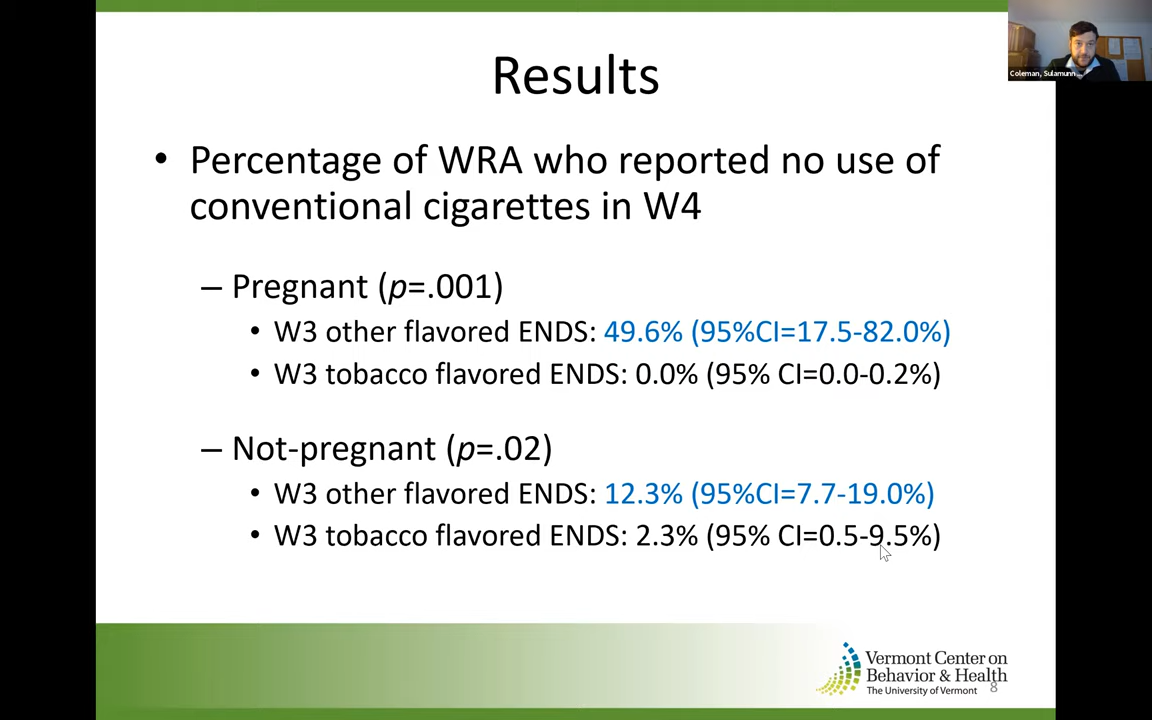 Coleman, Sulamunn...
Results
• Percentage of WRA who reported no use of
conventional cigarettes in W4
– Pregnant (p=.001)
• W3 other flavored ENDS: 49.6% (95%CI=17.5-82.0%)
• W3 tobacco flavored ENDS: 0.0% (95% CI=0.0-0.2%)
– Not-pregnant (p=.02)
• W3 other flavored ENDS: 12.3% (95%CI=7.7-19.0%)
• W3 tobacco flavored ENDS: 2.3% (95% CI=0.5-9.5%)
Vermont Center on
Behavior & Health
The University of Vermont
8